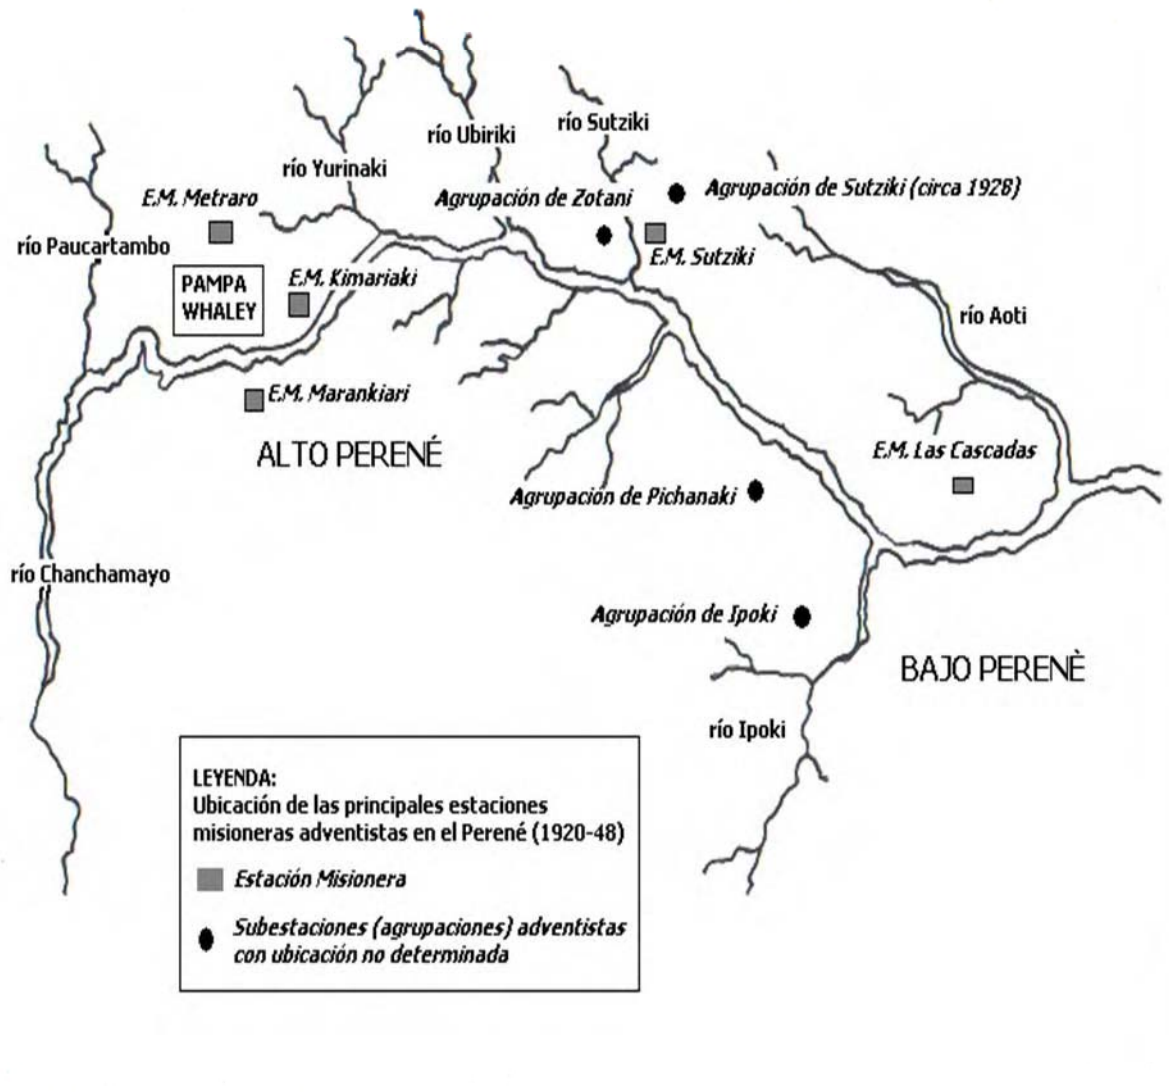 río Ubiriki
río Sutziki
río Yurinaki
E.M. Metraro
Agrupación de Zotani
Agrupación de Sutziki (circa 1928)
río Paucartambo
E.M. Sutziki
PAMPA
WHALEY
E.M. Kimariaki
río Aoti
E.M. Marankiari
ALTO PERENÉ
E.M. Las Cascadas
Agrupación de Pichanaki
río Chanchamayo
Agrupación de Ipoki
BAJO PERENÈ
río Ipoki
LEYENDA:
Ubicación de las principales estaciones
misioneras adventistas en el Perené (1920-48)
Estación Misionera
Subestaciones (agrupaciones) adventistas
con ubicación no determinada